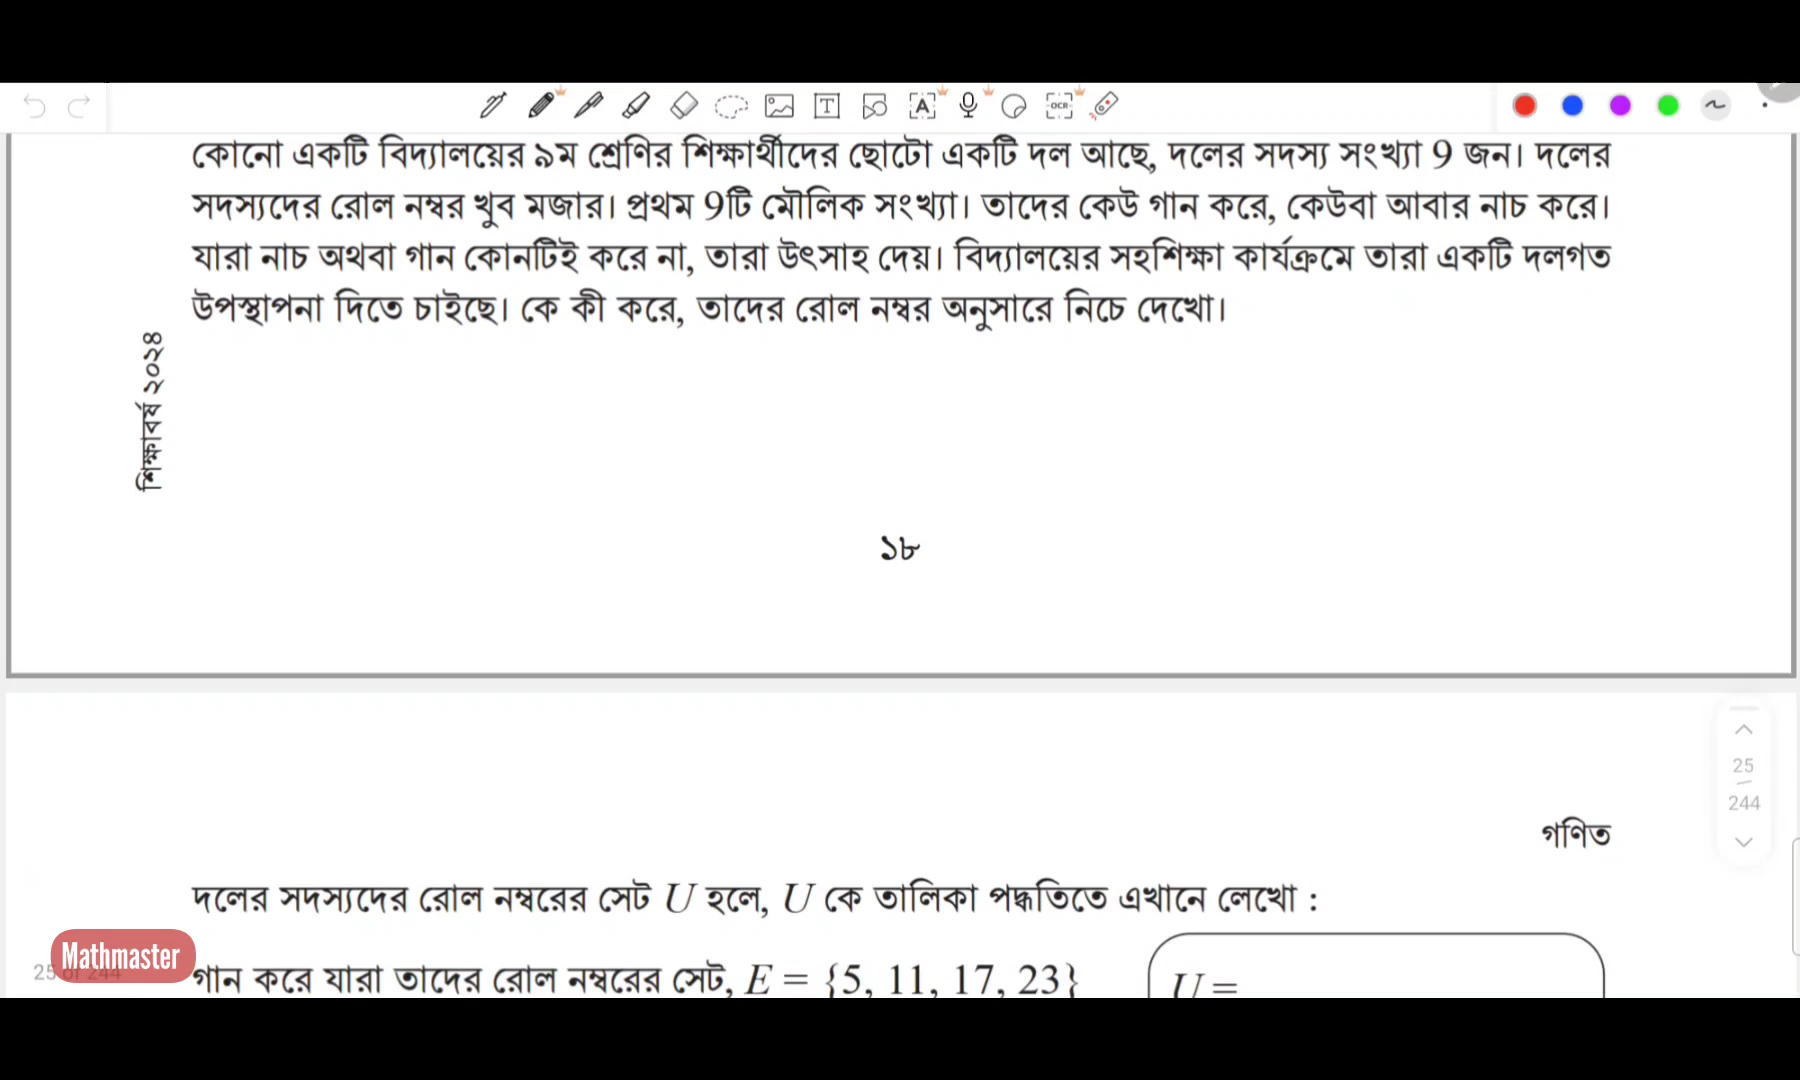 কোনো একটি বিদ্যালয়ের ৯ম শ্রেণির শিক্ষার্থীদের ছোটো একটি দল আছে, দলের সদস্য সংখ্যা 9 জন। দলের
সদস্যদের রোল নম্বর খুব মজার। প্রথম 9টি মৌলিক সংখ্যা। তাদের কেউ গান করে, কেউবা আবার নাচ করে।
যারা নাচ অথবা গান কোনটিই করে না, তারা উৎসাহ দেয়। বিদ্যালয়ের সহশিক্ষা কার্যক্রমে তারা একটি দলগত
উপস্থাপনা দিতে চাইছে। কে কী করে, তাদের রোল নম্বর অনুসারে নিচে দেখো।
শিক্ষাবর্ষ ২০২৪
১৮
25
244
গণিত
দলের সদস্যদের রোল নম্বরের সেট U হলে, U কে তালিকা পদ্ধতিতে এখানে লেখো :
Mathmaster
25 of 244
গান করে যারা তাদের রোল নম্বরের সেট, E = {5, 11, 17, 23}
U =